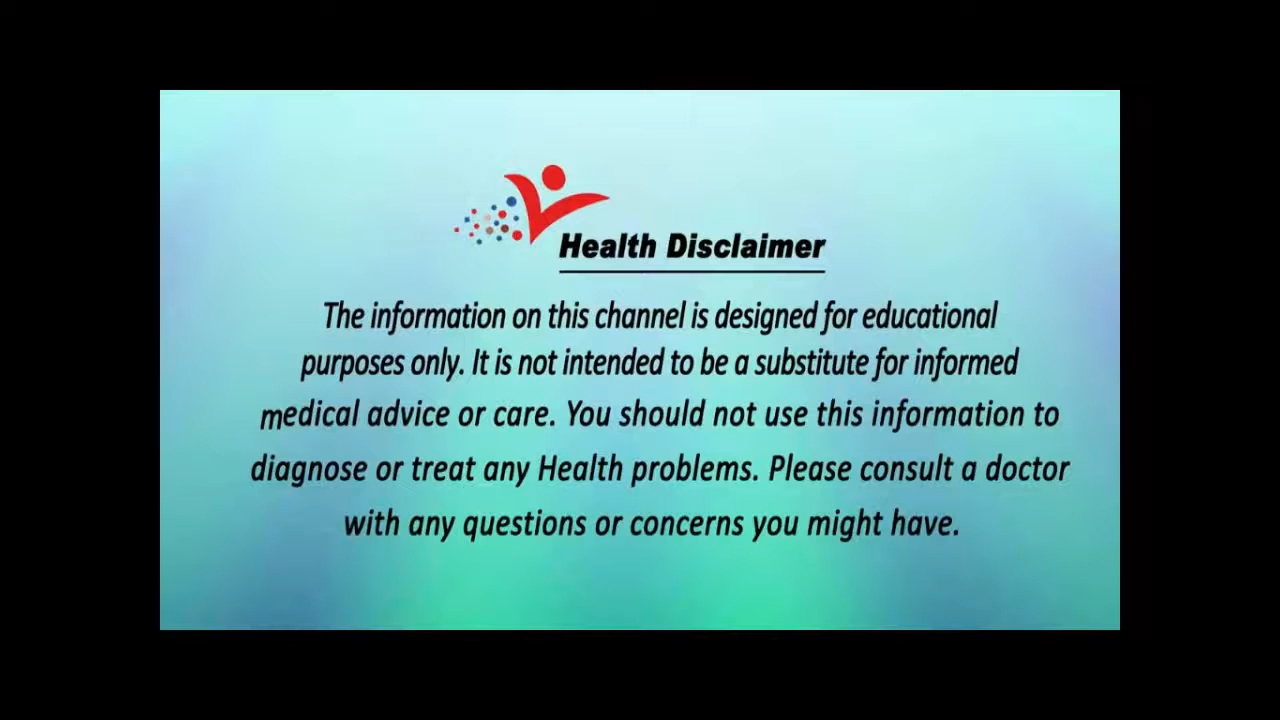 Health Disclaimer
The information on this channel is designed for educational
purposes only. It is not intended to be a substitute for informed
medical advice or care. You should not use this information to
diagnose or treat any Health problems. Please consult a doctor
with any questions or concerns you might have.